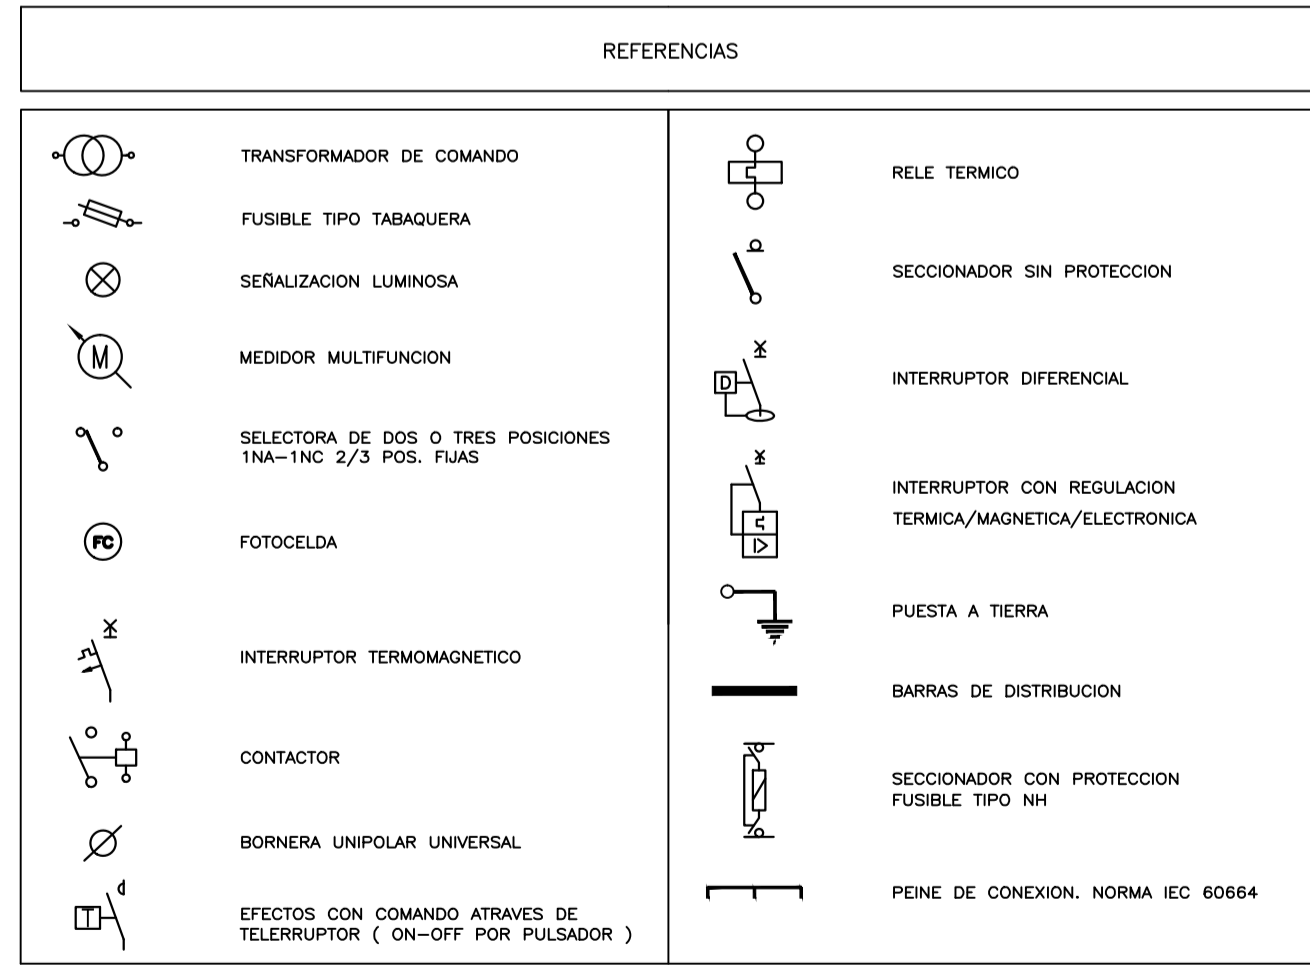 REFERENCIAS
TRANSFORMADOR DE COMANDO
FUSIBLE TIPO TABAQUERA
SEÑALIZACION LUMINOSA
M
MEDIDOR MULTIFUNCION
SELECTORA DE DOS O TRES POSICIONES
1NA-1NC 2/3 POS. FIJAS
FC
FOTOCELDA
INTERRUPTOR TERMOMAGNETICO
CONTACTOR
BORNERA UNIPOLAR UNIVERSAL
T
EFECTOS CON COMANDO ATRAVES DE
TELERRUPTOR ( ON-OFF POR PULSADOR )
RELE TERMICO
SECCIONADOR SIN PROTECCION
D
INTERRUPTOR DIFERENCIAL
INTERRUPTOR CON REGULACION
TERMICA/MAGNETICA/ELECTRONICA
PUESTA A TIERRA
BARRAS DE DISTRIBUCION
SECCIONADOR CON PROTECCION
FUSIBLE TIPO NH
PEINE DE CONEXION. NORMA IEC 60664